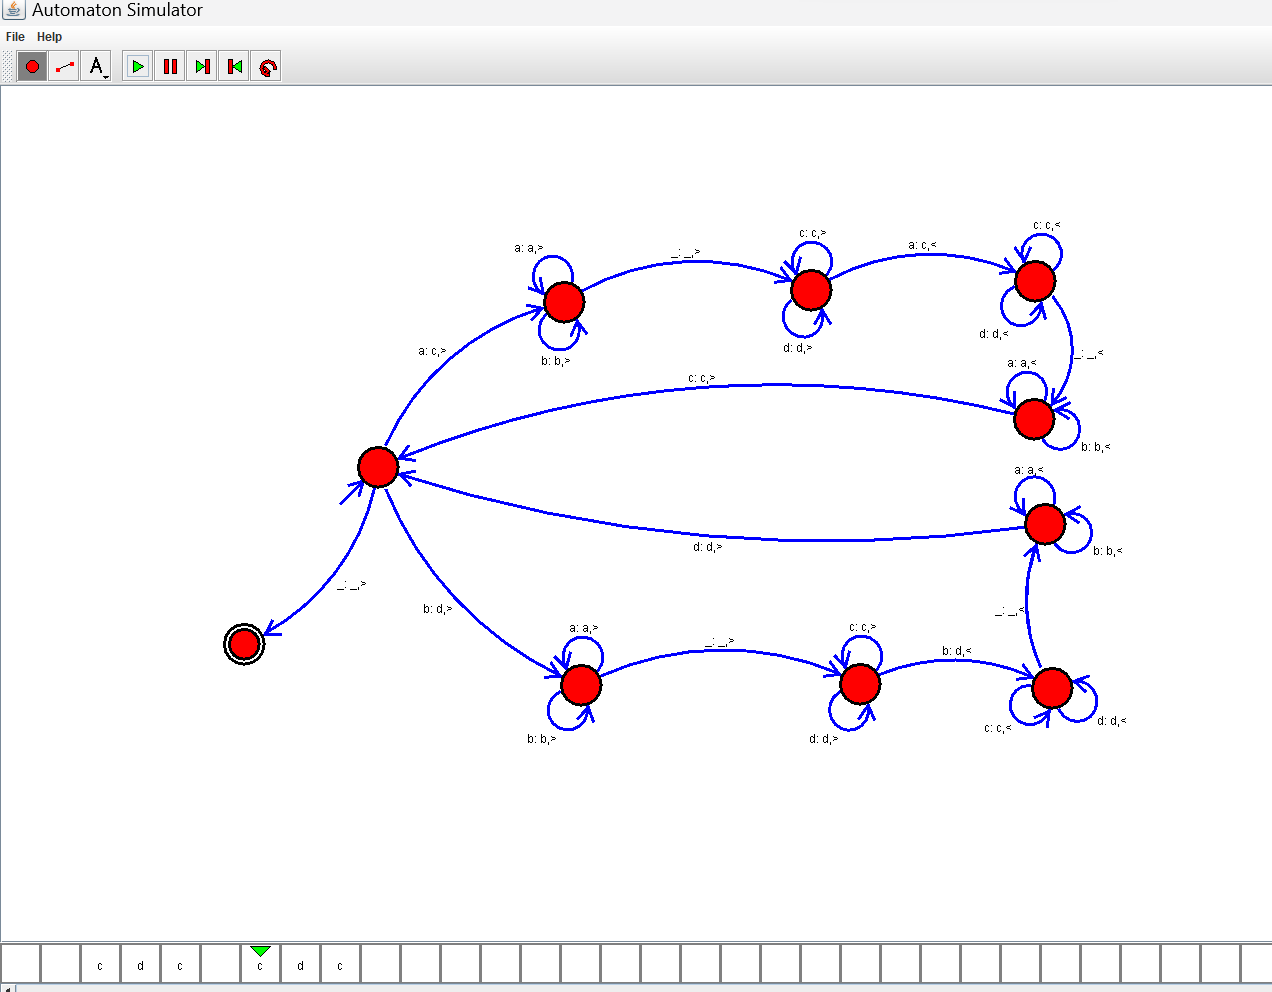 Automaton Simulator
File Help
A
c: c,<
a: a,> _: _,> c: c,> a: c,<
d: d,> d: d,<
a: c,> b: b,> _: _,<
c: c,> a: a,<
b: b,<
a: a,<
d: d,> b: b,<
_: _,>
b: d,> _: _,<
a: a,> _: _,> c: c,> b: d,<
c: c,< d: d,<
b: b,> d: d,>
c d c c d c